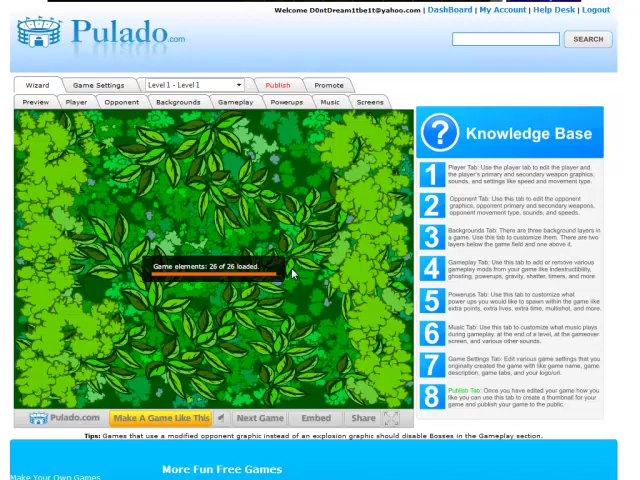 Welcome D0ntDream1tbe1t@yahoo.com | DashBoard | My Account | Help Desk | Logout
Pulado.com
SEARCH
Wizard
Game Settings
Level 1 - Level 1
Publish
Promote
Preview
Player
Opponent
Backgrounds
Gameplay
Powerups
Music
Screens
Game elements: 26 of 26 loaded.
? Knowledge Base
1 Player Tab: Use the player tab to edit the player and
the player's primary and secondary weapon graphics,
sounds, and settings like speed and movement type.
2 Opponent Tab: Use this tab to edit the opponent
graphics, opponent primary and secondary weapons,
opponent movement type, sounds, and speeds.
3 Backgrounds Tab: There are three background layers in
a game. Use this tab to customize them. There are two
layers below the game field and one above it.
4 Gameplay Tab: Use this tab to add or remove various
gameplay mods from your game like indestructibility,
ghosting, powerups, gravity, shatter, timers, and more
5 Powerups Tab: Use this tab to customize what
power ups you would like to spawn within the game like
extra points, extra lives, extra time, multishot, and more.
6 Music Tab: Use this tab to customize what music plays
during gameplay, at the end of a level, at the gameover
screen, and various other sounds.
7 Game Settings Tab: Edit various game settings that you
originally created the game with like game name, game
description, game tabs, and your logo/url.
8 Publish Tab: Once you have edited your game how you
like you can use this tab to create a thumbnail for your
game and publish your game to the public
Pulado.com
Make A Game Like This
Next Game
Embed
Share
Tips: Games that use a modified opponent graphic instead of an explosion graphic should disable Bosses in the Gameplay section.
More Fun Free Games
Make Your Own Games